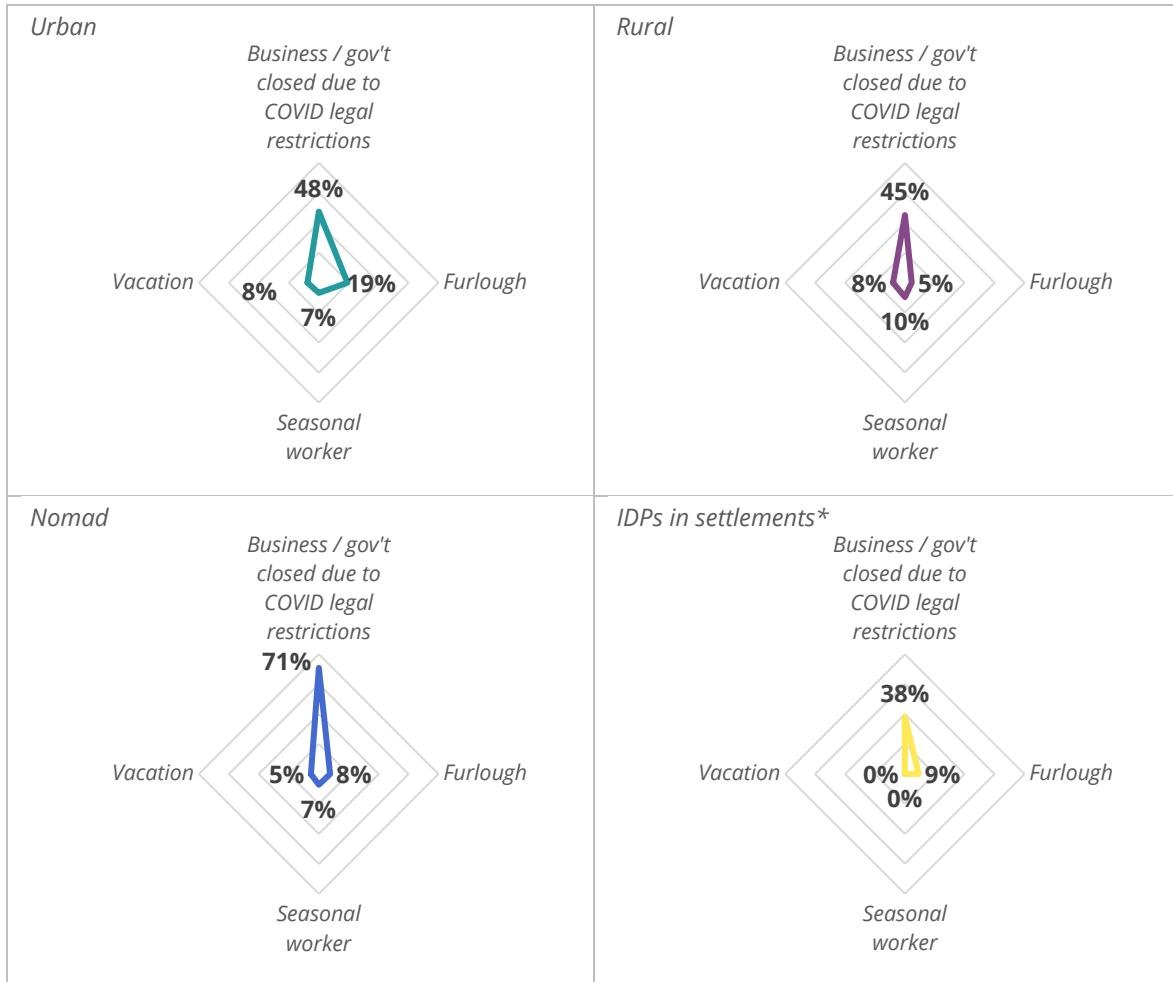 Urban
Business / gov't
closed due to
COVID legal
restrictions
48%
Vacation
8%
19%
Furlough
7%
Seasonal
worker
Rural
Business / gov't
closed due to
COVID legal
restrictions
45%
Vacation
8%
5%
Furlough
10%
Seasonal
worker
Nomad
Business / gov't
closed due to
COVID legal
restrictions
71%
Vacation
5%
8%
Furlough
7%
Seasonal
worker
IDPs in settlements*
Business / gov't
closed due to
COVID legal
restrictions
38%
Vacation
0%
9%
Furlough
0%
Seasonal
worker